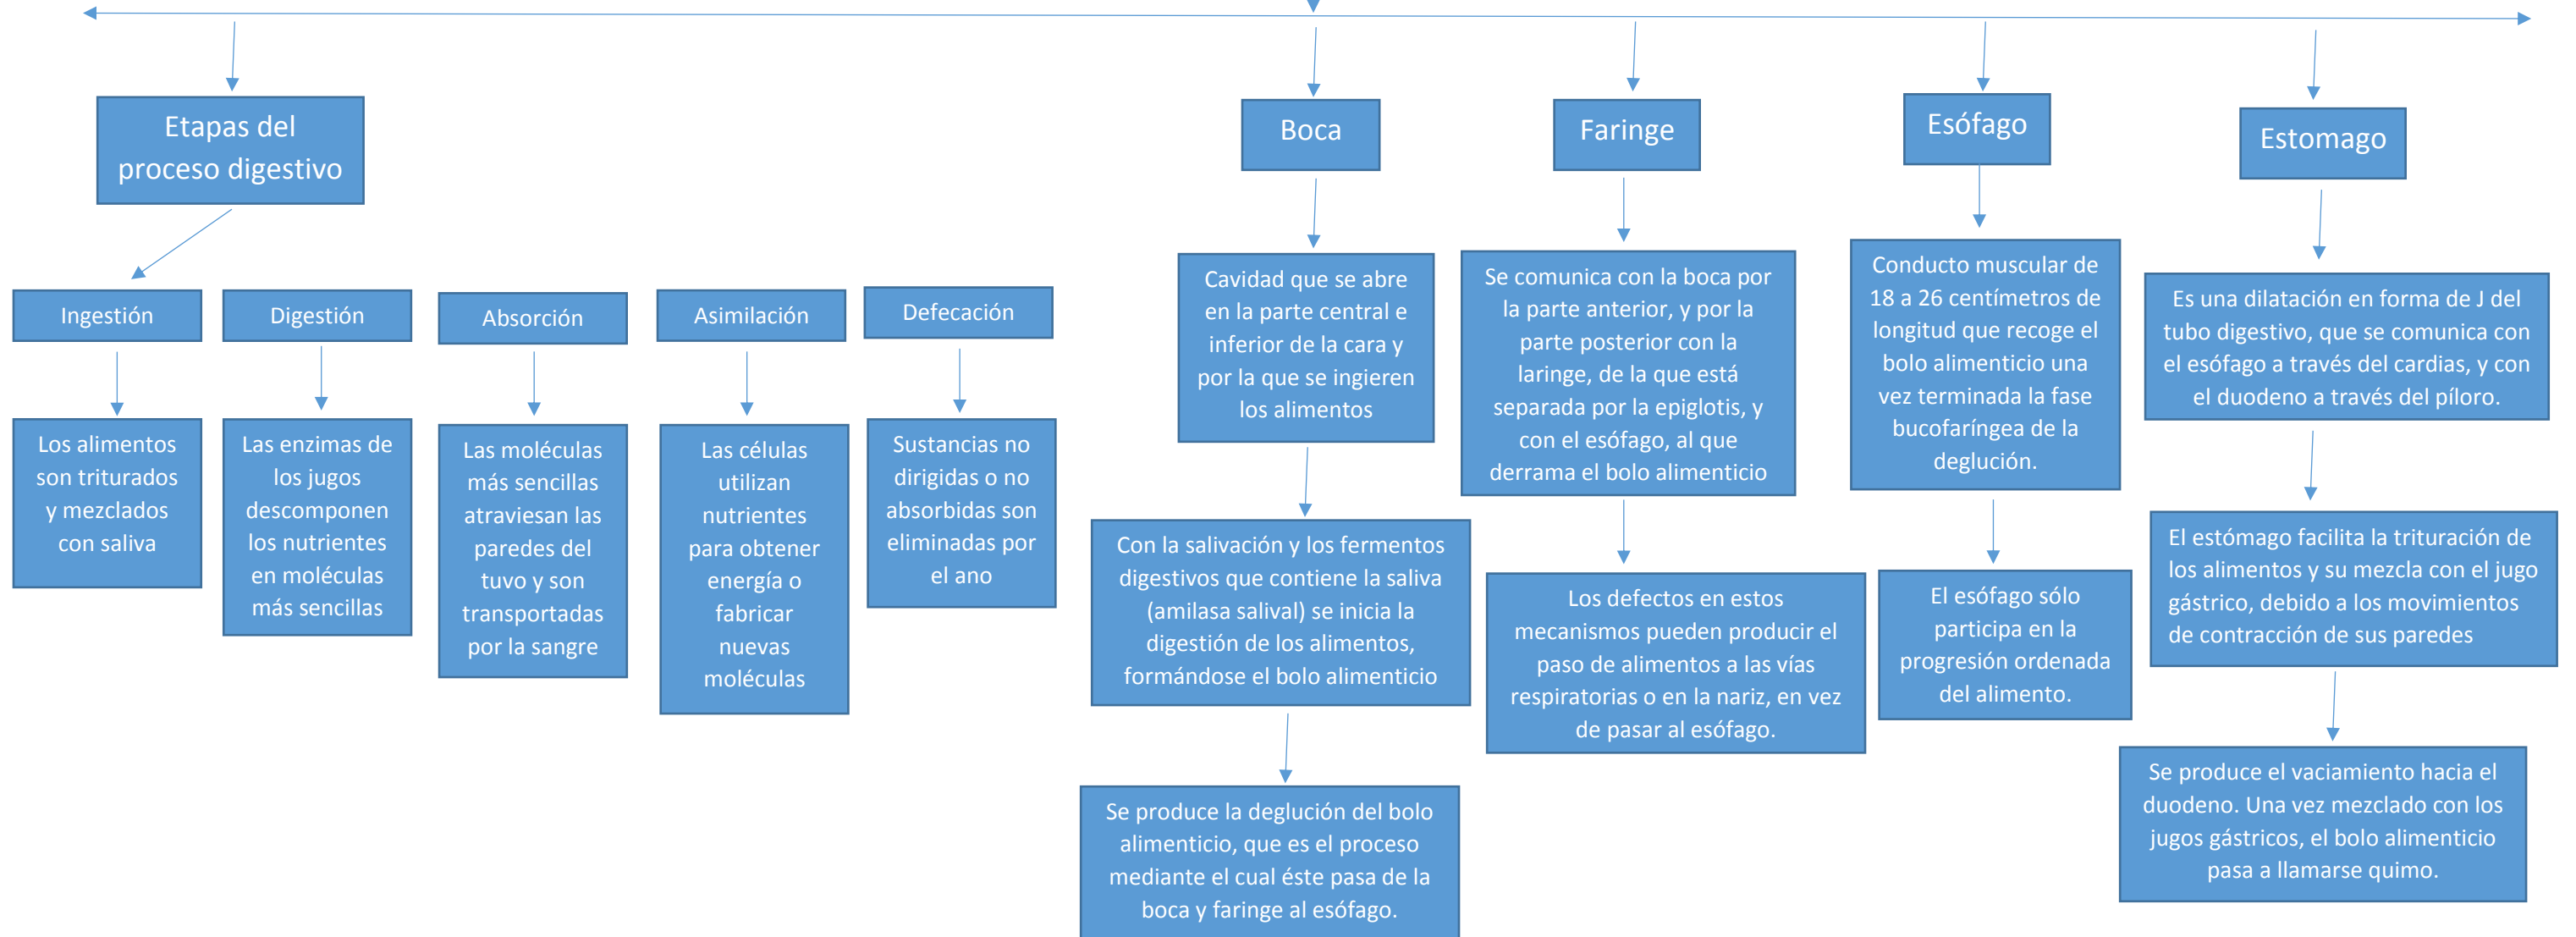 Etapas del
proceso digestivo
Ingestión
Los alimentos
son triturados
y mezclados
con saliva
Digestión
Las enzimas de
los jugos
descomponen
los nutrientes
en moléculas
más sencillas
Absorción
Las moléculas
más sencillas
atraviesan las
paredes del
tuvo y son
transportadas
por la sangre
Asimilación
Las células
utilizan
nutrientes
para obtener
energía o
fabricar
nuevas
moléculas
Defecación
Sustancias no
dirigidas o no
absorbidas son
eliminadas por
el ano
Boca
Cavidad que se abre
en la parte central e
inferior de la cara y
por la que se ingieren
los alimentos
Con la salivación y los fermentos
digestivos que contiene la saliva
(amilasa salival) se inicia la
digestión de los alimentos,
formándose el bolo alimenticio
Se produce la deglución del bolo
alimenticio, que es el proceso
mediante el cual éste pasa de la
boca y faringe al esófago.
Faringe
Se comunica con la boca por
la parte anterior, y por la
parte posterior con la
laringe, de la que está
separada por la epiglotis, y
con el esófago, al que
derrama el bolo alimenticio
Los defectos en estos
mecanismos pueden producir el
paso de alimentos a las vías
respiratorias o en la nariz, en vez
de pasar al esófago.
Esófago
Conducto muscular de
18 a 26 centímetros de
longitud que recoge el
bolo alimenticio una
vez terminada la fase
bucofaríngea de la
deglución.
El esófago sólo
participa en la
progresión ordenada
del alimento.
Estomago
Es una dilatación en forma de J del
tubo digestivo, que se comunica con
el esófago a través del cardias, y con
el duodeno a través del píloro.
El estómago facilita la trituración de
los alimentos y su mezcla con el jugo
gástrico, debido a los movimientos
de contracción de sus paredes
Se produce el vaciamiento hacia el
duodeno. Una vez mezclado con los
jugos gástricos, el bolo alimenticio
pasa a llamarse quimo.